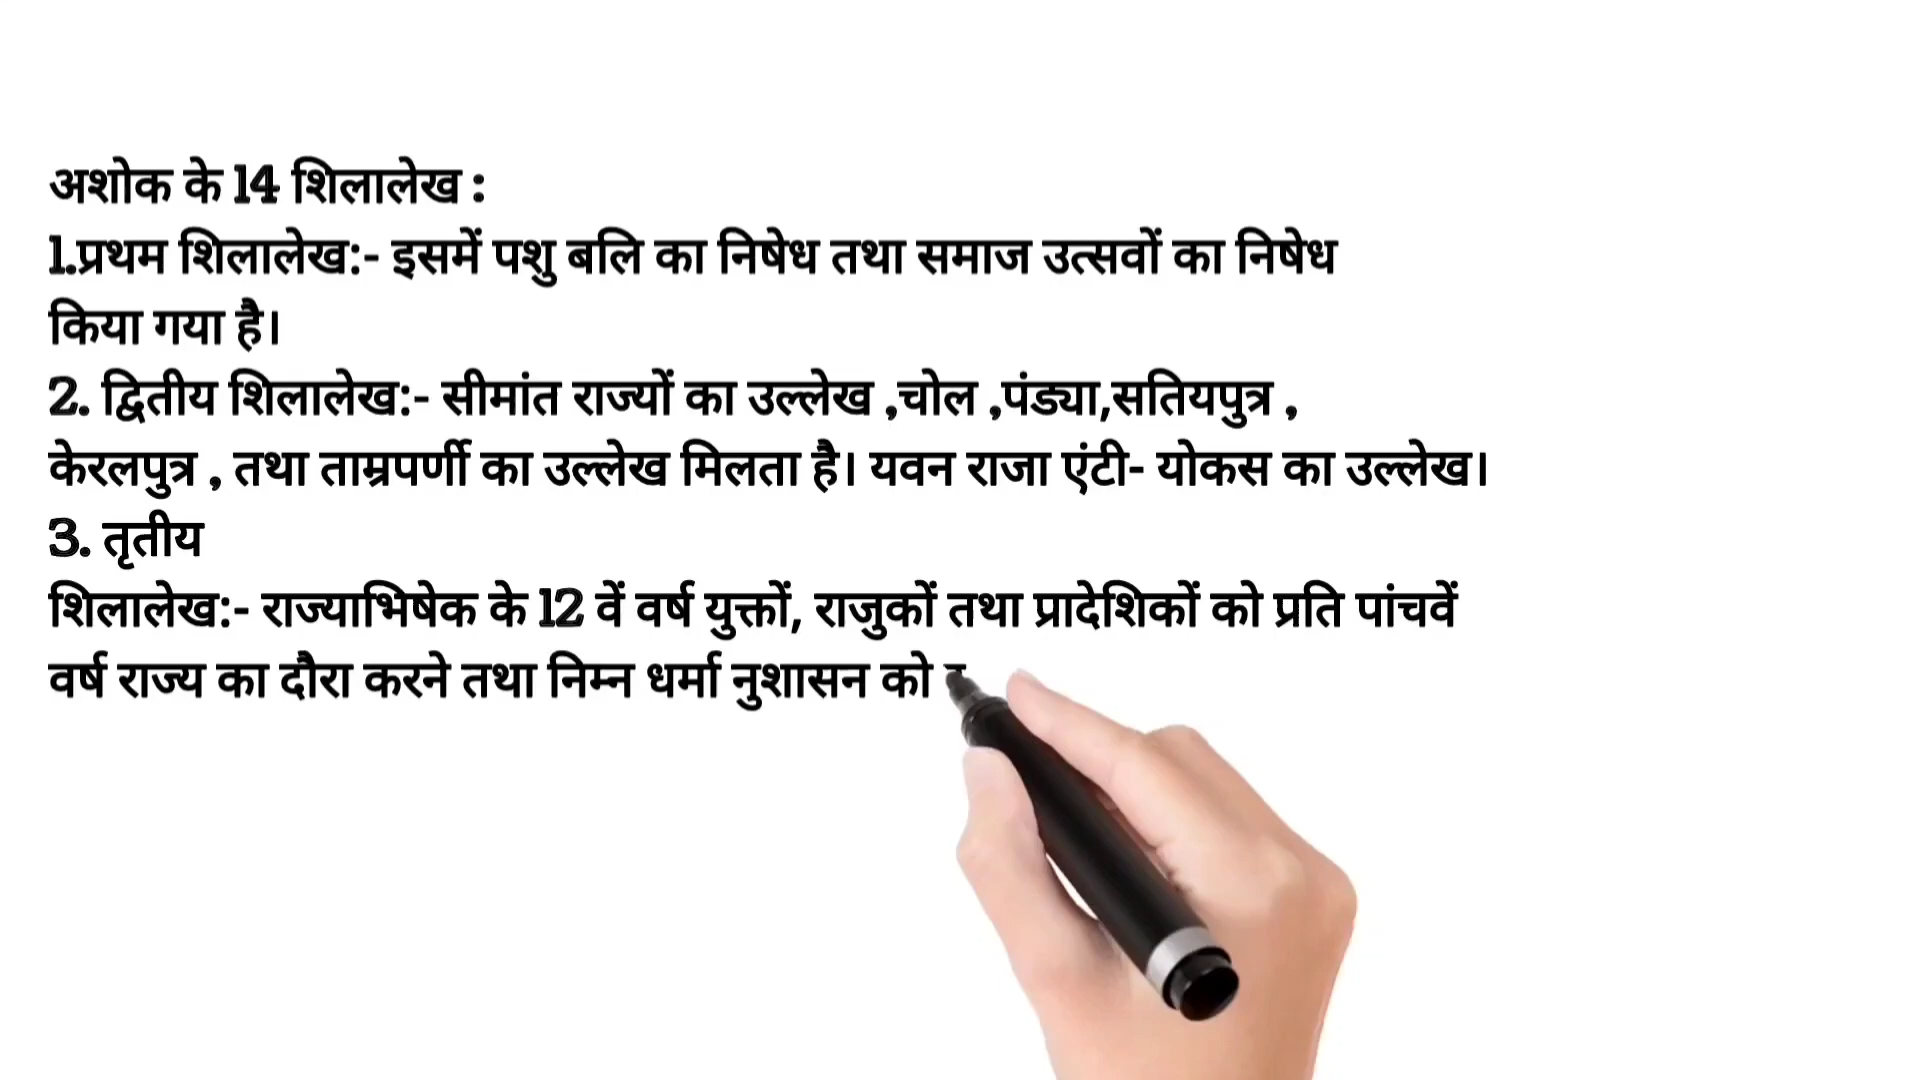 अशोक के 14 शिलालेख :
1.प्रथम शिलालेख:- इसमें पशु बलि का निषेध तथा समाज उत्सवों का निषेध
किया गया है।
2. द्वितीय शिलालेख:- सीमांत राज्यों का उल्लेख ,चोल ,पंड्या,सतियपुत्र ,
केरलपुत्र , तथा ताम्रपर्णी का उल्लेख मिलता है। यवन राजा एंटी- योकस का उल्लेख।
3. तृतीय
शिलालेख:- राज्याभिषेक के 12 वें वर्ष युक्तों, राजुकों तथा प्रादेशिकों को प्रति पांचवें
वर्ष राज्य का दौरा करने तथा निम्न धर्मा नुशासन को